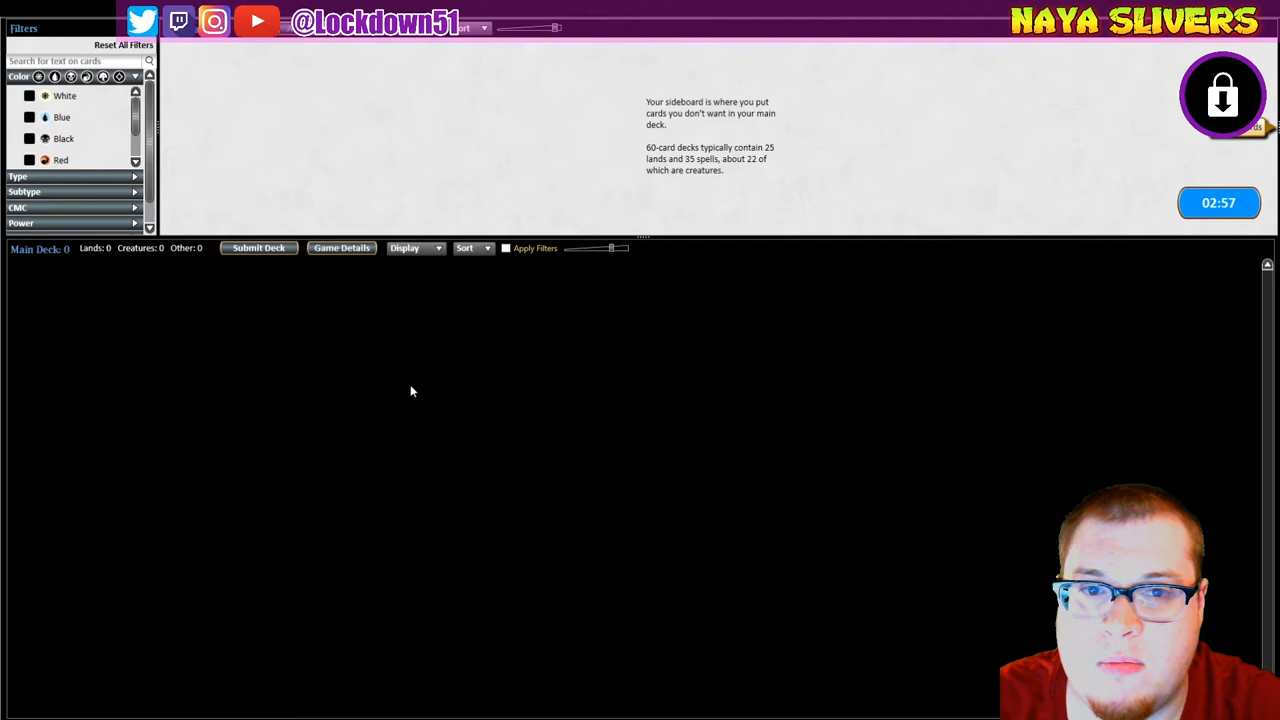 @Lockdown51
NAYA SLIVERS
Filters
Reset All Filters
Search for text on cards
Color
White
Blue
Black
Red
Type
Subtype
CMC
Power
Your sideboard is where you put
cards you don't want in your main
deck.
60-card decks typically contain 25
lands and 35 spells, about 22 of
which are creatures.
02:57
Main Deck: 0 Lands: 0 Creatures: 0 Other: 0 Submit Deck Game Details Display Sort Apply Filters